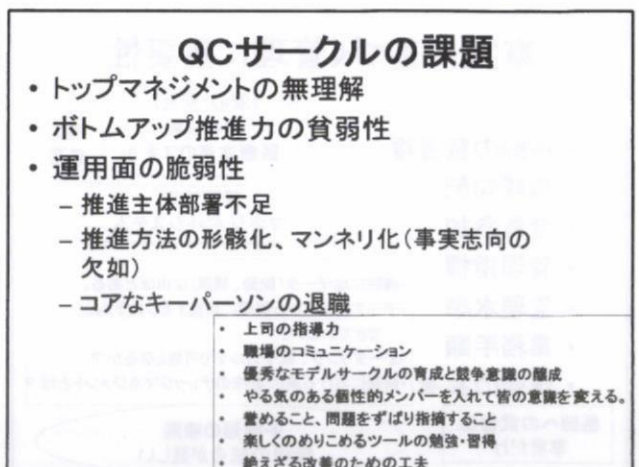 QCサークルの課題
• トップマネジメントの無理解
• ボトムアップ推進力の貧弱性
• 運用面の脆弱性
– 推進主体部署不足
– 推進方法の形骸化、マンネリ化(事実志向の
欠如)
– コアなキーパーソンの退職
• 上司の指導力
• 職場のコミュニケーション
• 優秀なモデルサークルの育成と競争意識の醸成
• やる気のある個性的メンバーを入れて皆の意識を変える。
• 誉めること、問題をずばり指摘すること
• 楽しくのめりこめるツールの勉強・習得
• 絶えざる改善のための工夫